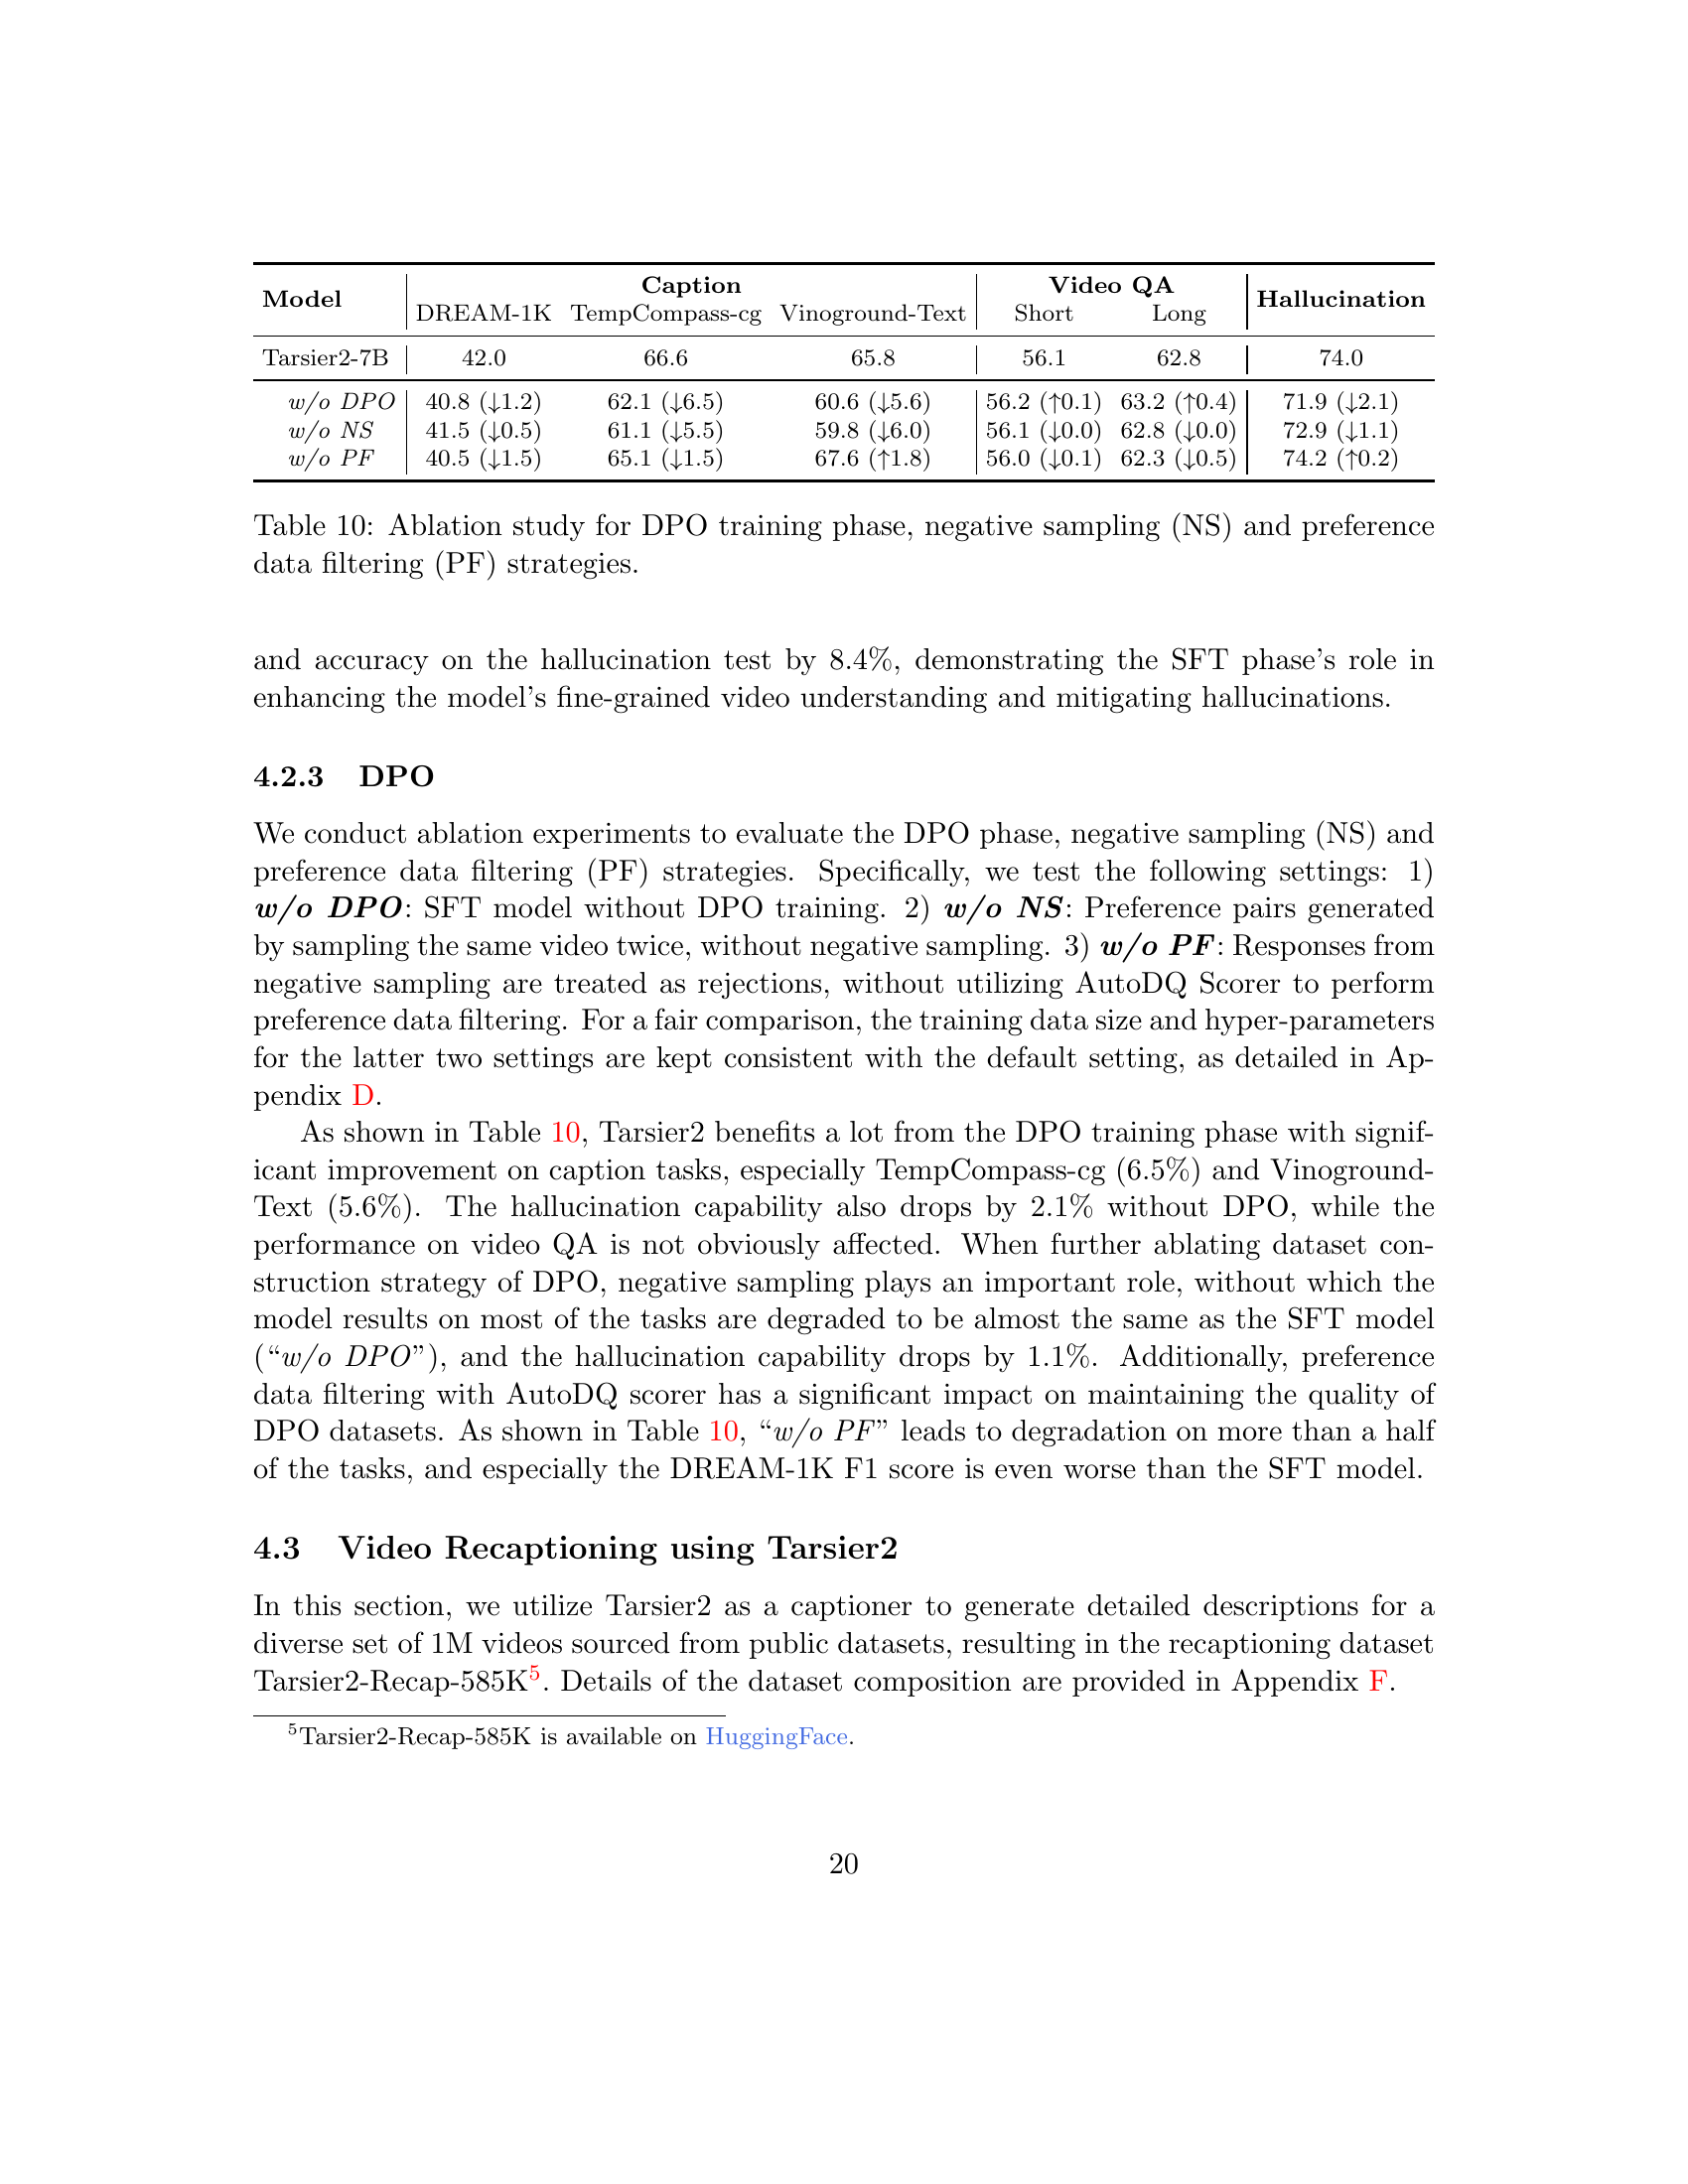 Model Caption Video QA Hallucination
DREAM-1K TempCompass-cg Vinoground-Text Short Long
Tarsier2-7B 42.0 66.6 65.8 56.1 62.8 74.0
w/o DPO 40.8 (↓1.2) 62.1 (↓6.5) 60.6 (↓5.6) 56.2 (↑0.1) 63.2 (↑0.4) 71.9 (↓2.1)
w/o NS 41.5 (↓0.5) 61.1 (↓5.5) 59.8 (↓6.0) 56.1 (↓0.0) 62.8 (↓0.0) 72.9 (↓1.1)
w/o PF 40.5 (↓1.5) 65.1 (↓1.5) 67.6 (↑1.8) 56.0 (↓0.1) 62.3 (↓0.5) 74.2 (↑0.2)
Table 10: Ablation study for DPO training phase, negative sampling (NS) and preference
data filtering (PF) strategies.
and accuracy on the hallucination test by 8.4%, demonstrating the SFT phase's role in
enhancing the model's fine-grained video understanding and mitigating hallucinations.
4.2.3 DPO
We conduct ablation experiments to evaluate the DPO phase, negative sampling (NS) and
preference data filtering (PF) strategies. Specifically, we test the following settings: 1)
w/o DPO: SFT model without DPO training. 2) w/o NS: Preference pairs generated
by sampling the same video twice, without negative sampling. 3) w/o PF: Responses from
negative sampling are treated as rejections, without utilizing AutoDQ Scorer to perform
preference data filtering. For a fair comparison, the training data size and hyper-parameters
for the latter two settings are kept consistent with the default setting, as detailed in Ap-
pendix D.
As shown in Table 10, Tarsier2 benefits a lot from the DPO training phase with signif-
icant improvement on caption tasks, especially TempCompass-cg (6.5%) and Vinoground-
Text (5.6%). The hallucination capability also drops by 2.1% without DPO, while the
performance on video QA is not obviously affected. When further ablating dataset con-
struction strategy of DPO, negative sampling plays an important role, without which the
model results on most of the tasks are degraded to be almost the same as the SFT model
(“w/o DPO”), and the hallucination capability drops by 1.1%. Additionally, preference
data filtering with AutoDQ scorer has a significant impact on maintaining the quality of
DPO datasets. As shown in Table 10, “w/o PF” leads to degradation on more than a half
of the tasks, and especially the DREAM-1K F1 score is even worse than the SFT model.
4.3 Video Recaptioning using Tarsier2
In this section, we utilize Tarsier2 as a captioner to generate detailed descriptions for a
diverse set of 1M videos sourced from public datasets, resulting in the recaptioning dataset
Tarsier2-Recap-585K5. Details of the dataset composition are provided in Appendix F.
5Tarsier2-Recap-585K is available on HuggingFace.
20